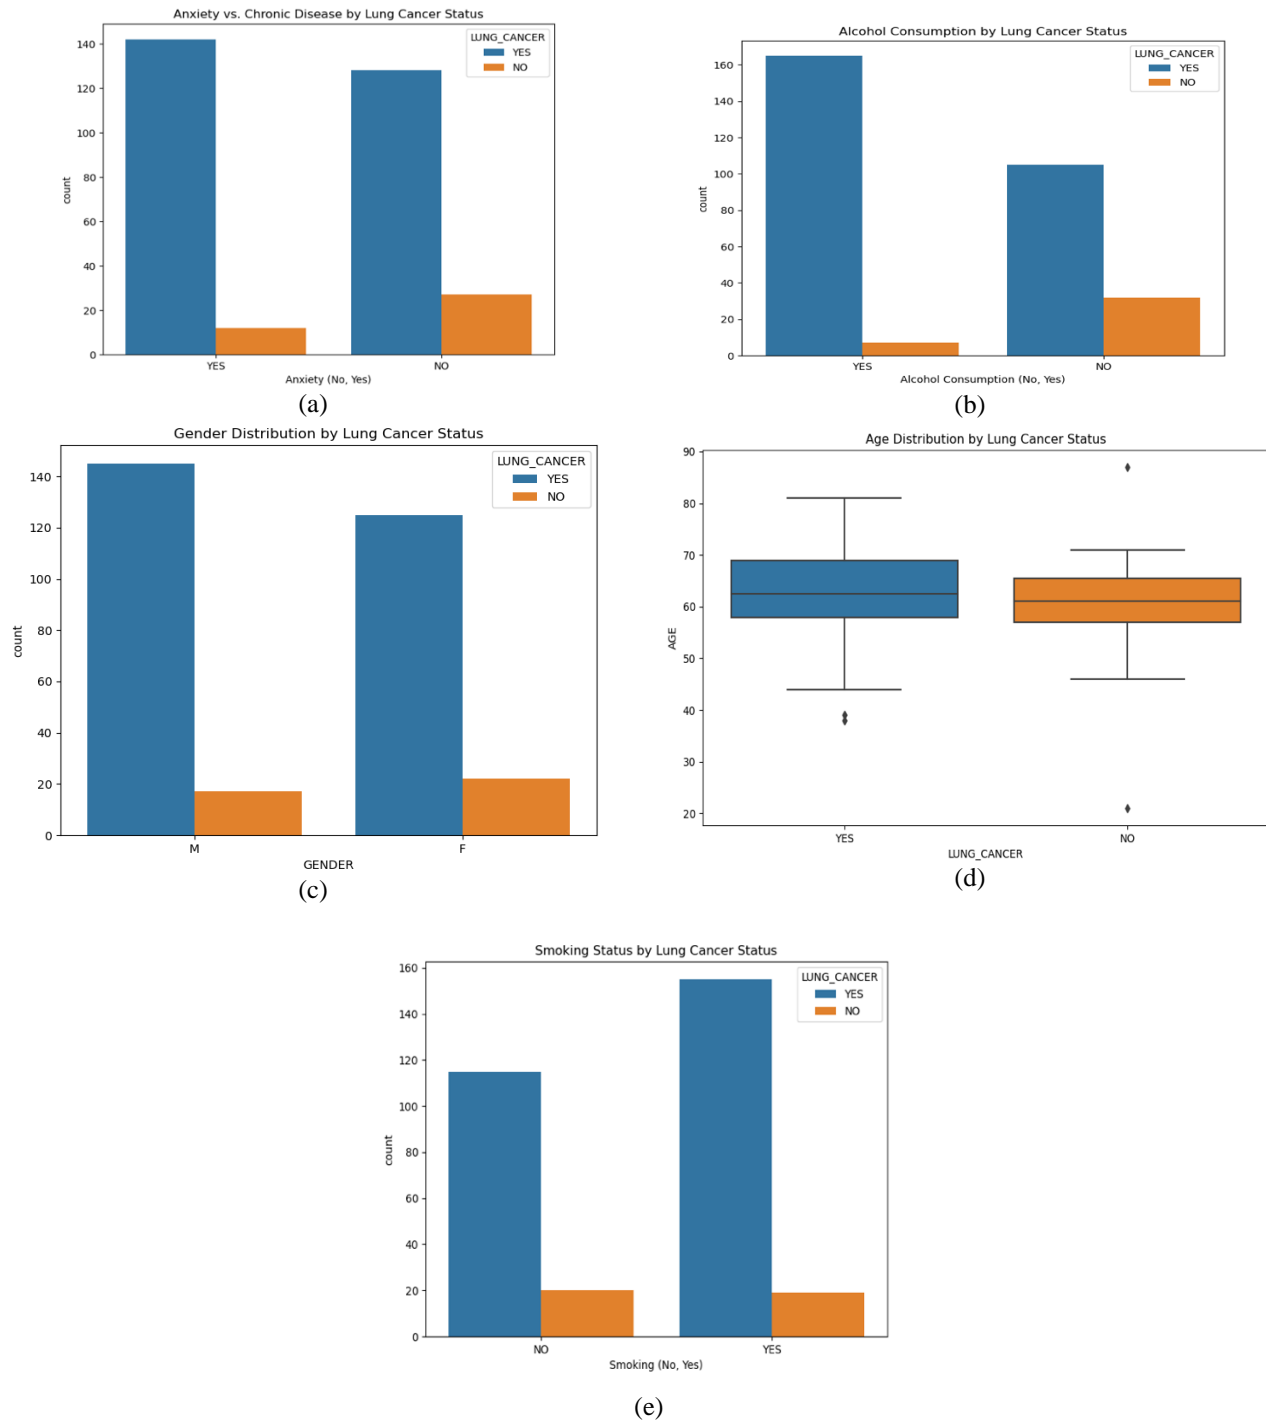 Anxiety vs. Chronic Disease by Lung Cancer Status
LUNG_CANCER
YES
NO
140
120
100
80
60
40
20
0
count
YES
NO
Anxiety (No, Yes)
(a)
Alcohol Consumption by Lung Cancer Status
LUNG_CANCER
YES
NO
160
140
120
100
80
60
40
20
0
count
YES
NO
Alcohol Consumption (No, Yes)
(b)
Gender Distribution by Lung Cancer Status
LUNG_CANCER
YES
NO
140
120
100
80
60
40
20
0
count
M
F
GENDER
(c)
Age Distribution by Lung Cancer Status
90
80
70
60
50
40
30
20
AGE
YES
NO
LUNG_CANCER
(d)
Smoking Status by Lung Cancer Status
LUNG_CANCER
YES
NO
160
140
120
100
80
60
40
20
0
count
NO
YES
Smoking (No, Yes)
(e)